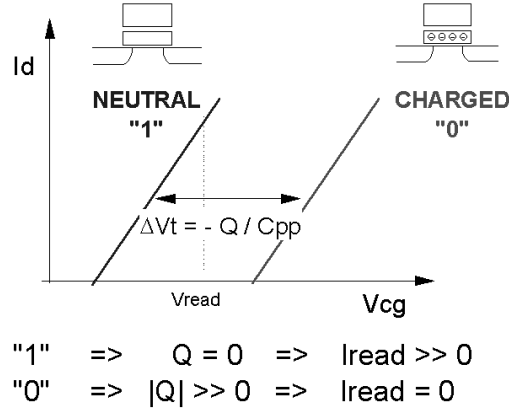 Id
NEUTRAL
"1"
CHARGED
"0"
ΔVt = - Q / Cpp
Vread
Vcg
"1" => Q = 0 => Iread >> 0
"0" => |Q| >> 0 => Iread = 0